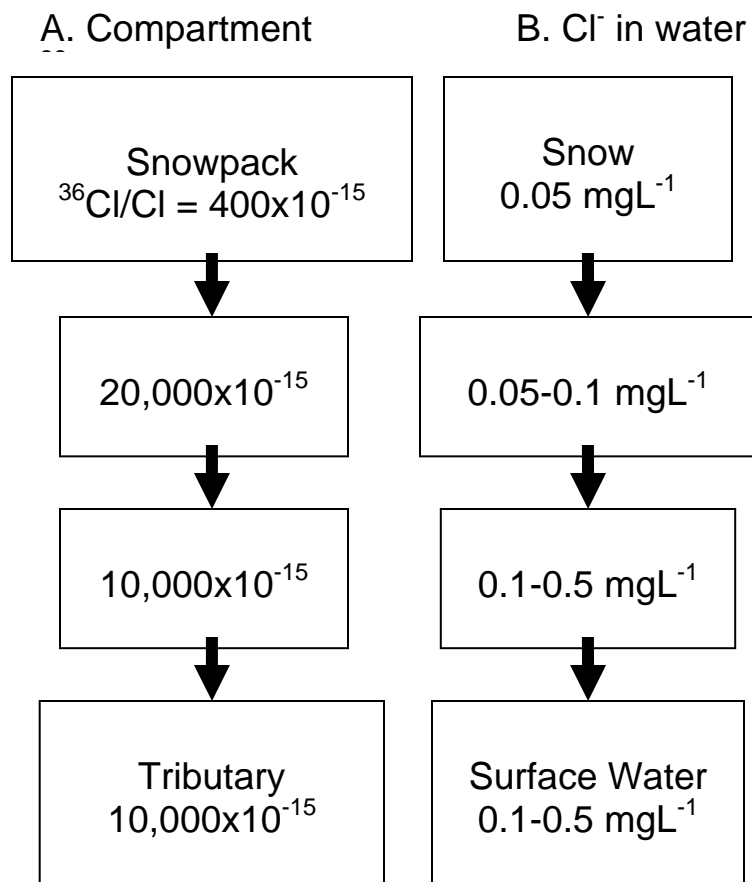 A. Compartment
B. Cl⁻ in water
Snowpack
³⁶Cl/Cl = 400x10⁻¹⁵
20,000x10⁻¹⁵
10,000x10⁻¹⁵
Tributary
10,000x10⁻¹⁵
Snow
0.05 mgL⁻¹
0.05-0.1 mgL⁻¹
0.1-0.5 mgL⁻¹
Surface Water
0.1-0.5 mgL⁻¹